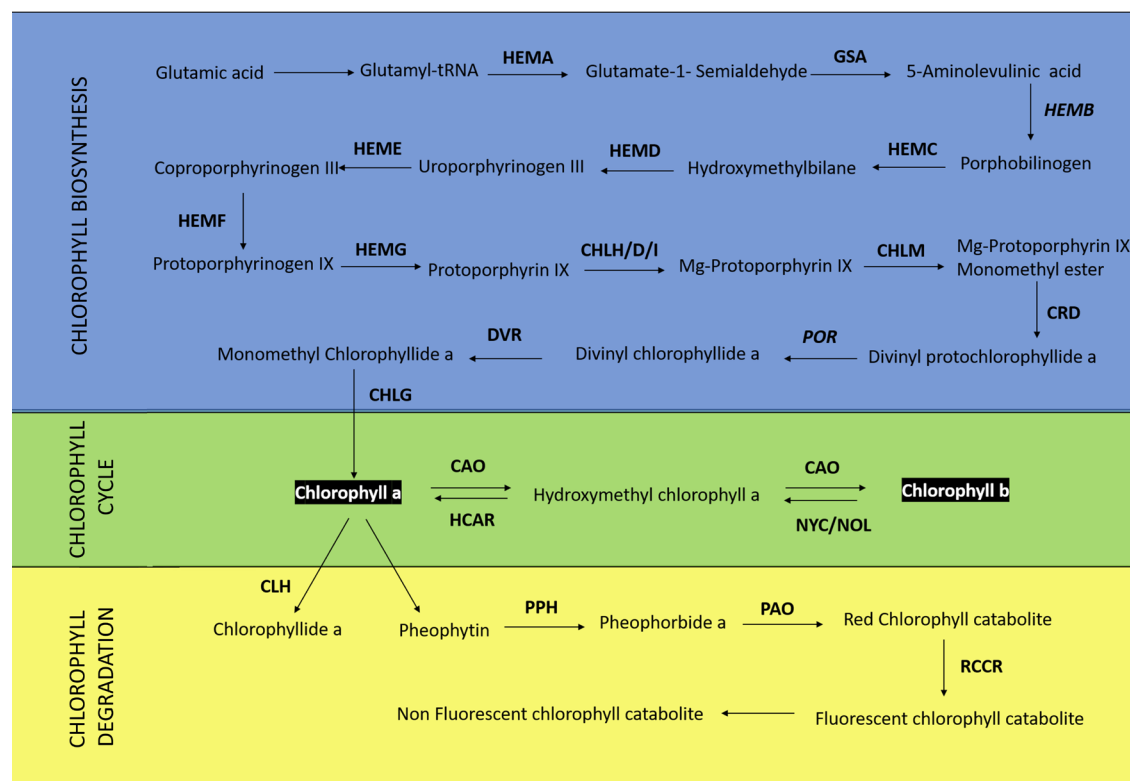 CHLOROPHYLL BIOSYNTHESIS
Glutamic acid
Glutamyl-tRNA
HEMA
Glutamate-1- Semialdehyde
GSA
5-Aminolevulinic acid
HEMB
Porphobilinogen
HEMC
Hydroxymethylbilane
HEMD
Uroporphyrinogen III
HEME
Coproporphyrinogen III
HEMF
Protoporphyrinogen IX
HEMG
Protoporphyrin IX
CHLH/D/I
Mg-Protoporphyrin IX
CHLM
Mg-Protoporphyrin IX
Monomethyl ester
CRD
Divinyl protochlorophyllide a
POR
Divinyl chlorophyllide a
DVR
Monomethyl Chlorophyllide a
CHLG
CHLOROPHYLL
CYCLE
Chlorophyll a
CAO
HCAR
Hydroxymethyl chlorophyll a
CAO
NYC/NOL
Chlorophyll b
CHLOROPHYLL
DEGRADATION
CLH
Chlorophyllide a
Pheophytin
PPH
Pheophorbide a
PAO
Red Chlorophyll catabolite
RCCR
Fluorescent chlorophyll catabolite
Non Fluorescent chlorophyll catabolite